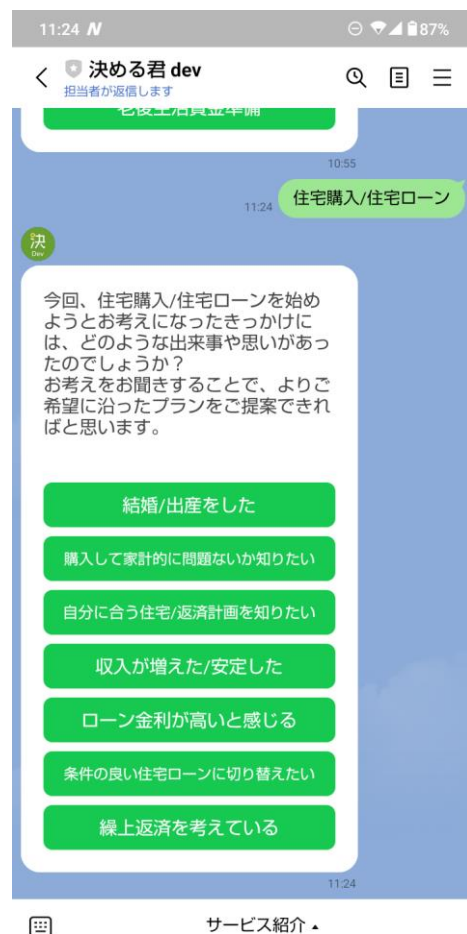 11:24 N 87%
決める君 dev
担当者が返信します
老後生活資金準備
10:55
11:24 住宅購入/住宅ローン
決
Dev
今回、住宅購入/住宅ローンを始め
ようとお考えになったきっかけに
は、どのような出来事や思いがあっ
たのでしょうか?
お考えをお聞きすることで、よりご
希望に沿ったプランをご提案できれ
ばと思います。
結婚/出産をした
購入して家計的に問題ないか知りたい
自分に合う住宅/返済計画を知りたい
収入が増えた/安定した
ローン金利が高いと感じる
条件の良い住宅ローンに切り替えたい
繰上返済を考えている
11:24
サービス紹介